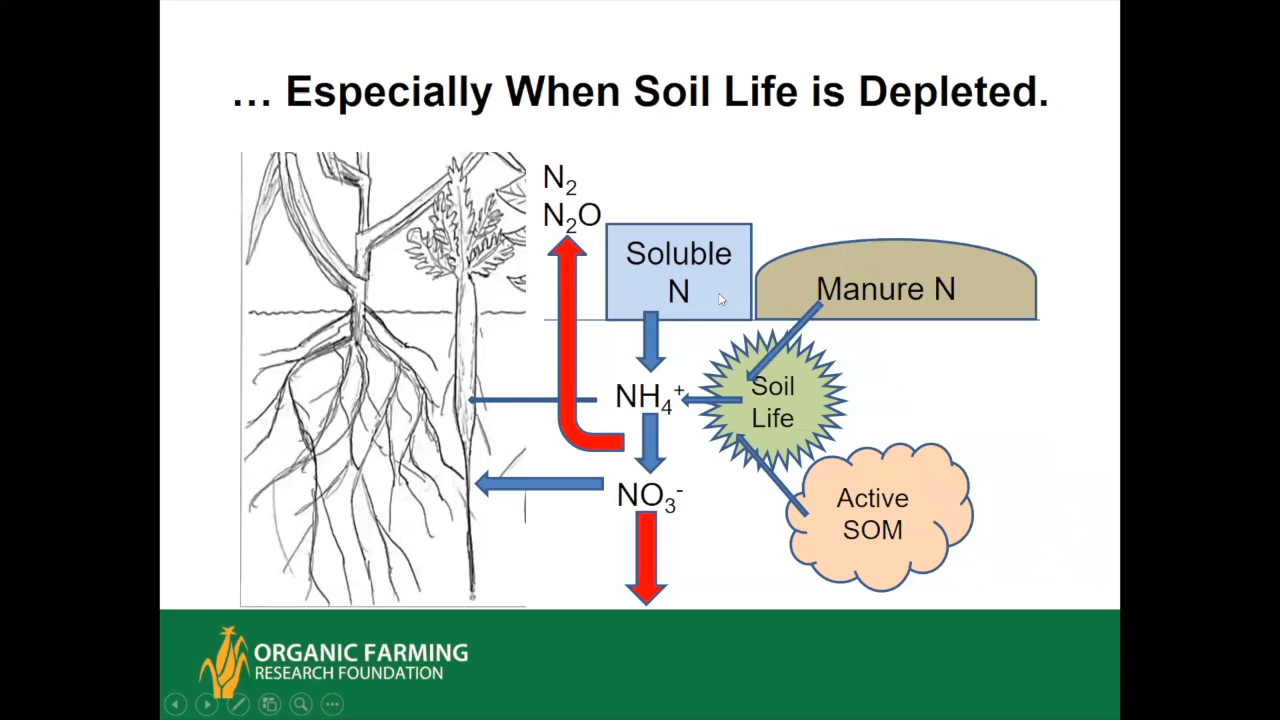 … Especially When Soil Life is Depleted.
N₂
N₂O
Soluble
N
Manure N
NH₄⁺
Soil
Life
NO₃⁻
Active
SOM
ORGANIC FARMING
RESEARCH FOUNDATION